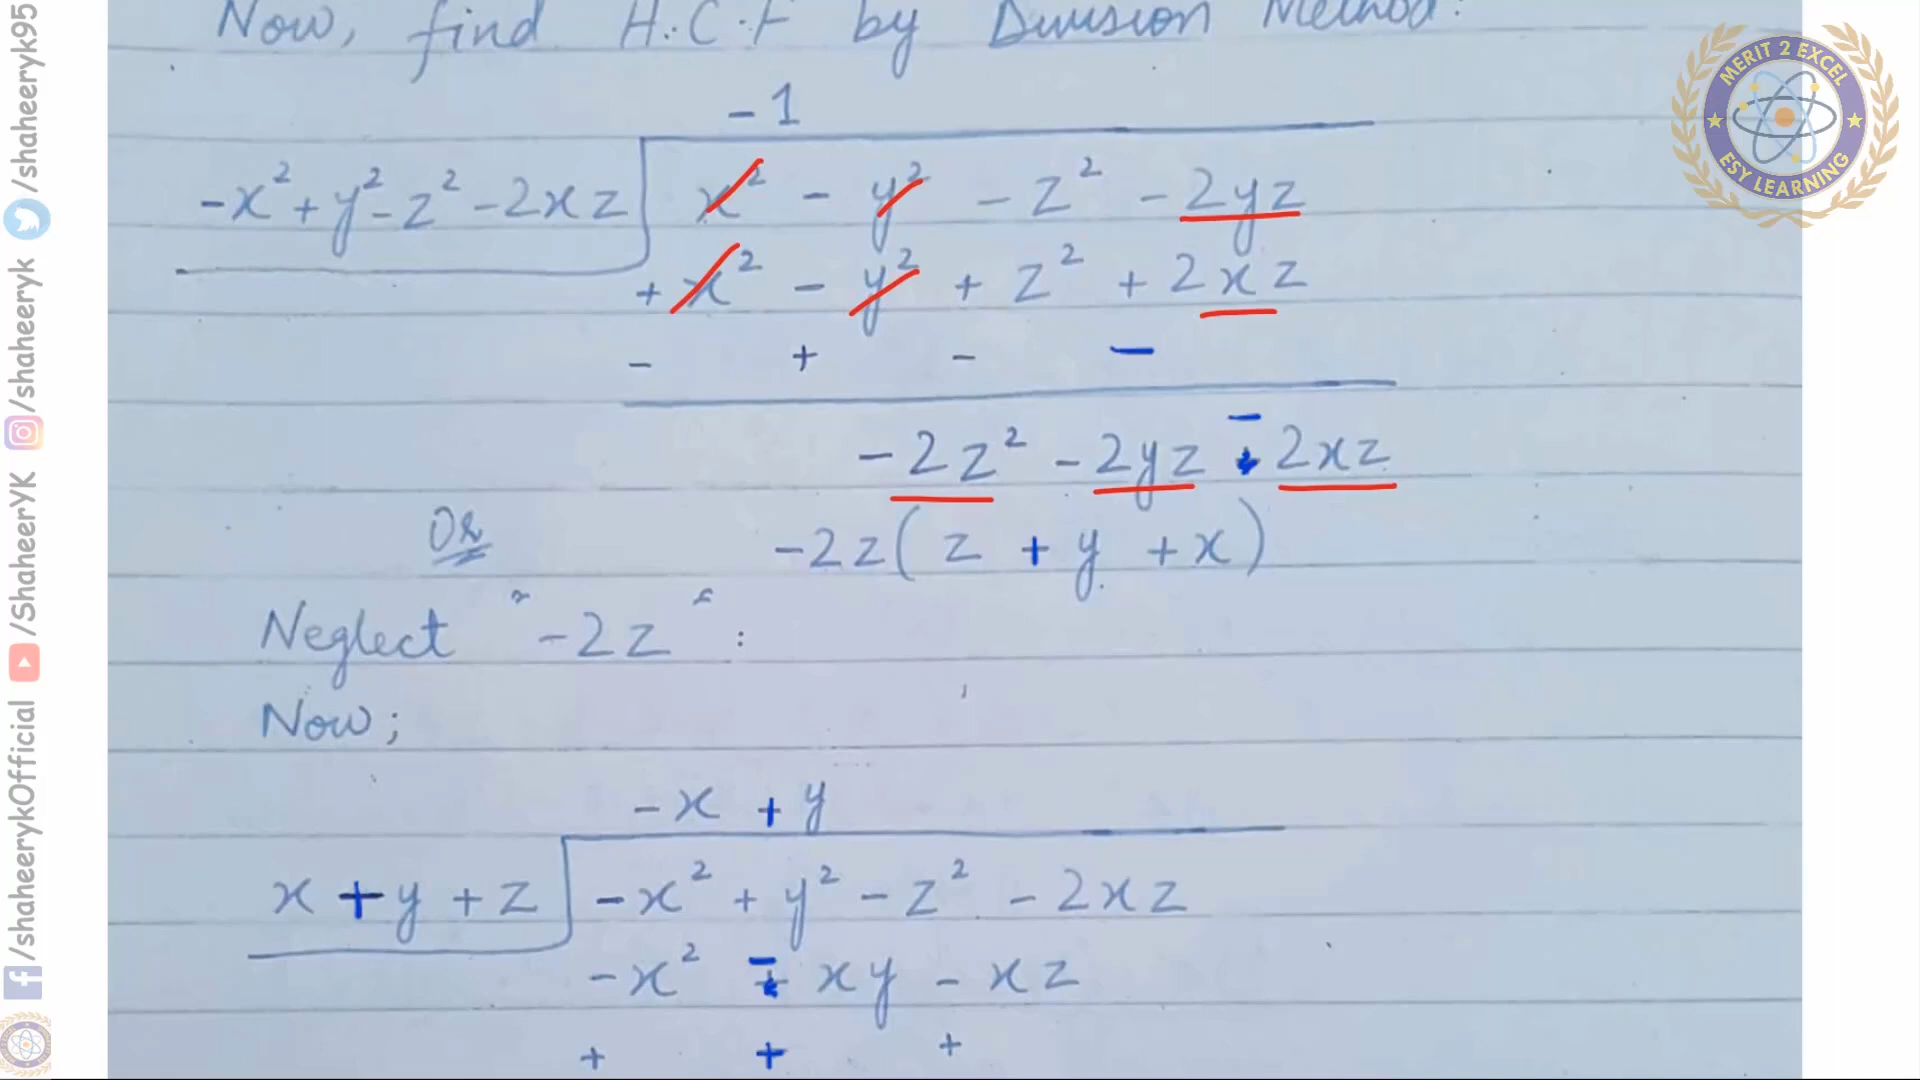 Now, find H.C.F by Division Method:
-1
-x² + y² - z² - 2xz | x² - y² - z² - 2yz
+ x² - y² + z² + 2xz
- + - -
-2z² - 2yz - 2xz
Or -2z( z + y + x )
Neglect "-2z" :
Now;
-x + y
x + y + z | -x² + y² - z² - 2xz
-x² - xy - xz
+ + +
MERIT 2 EXCEL
ESY LEARNING
/shaheeryk95
/shaheeryk
/ShaheerYK
/shaheerykOfficial